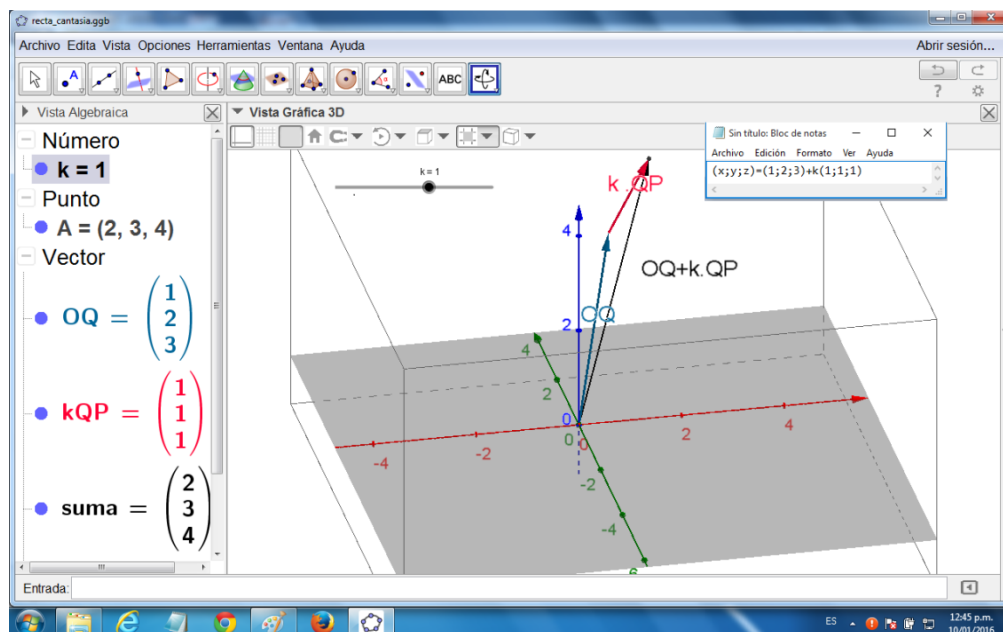 recta_cantasia.ggb
Archivo Edita Vista Opciones Herramientas Ventana Ayuda
Abrir sesión...
ABC
?
Vista Algebraica
Número
k = 1
Punto
A = (2, 3, 4)
Vector
OQ = (1 2 3)
kQP = (1 1 1)
suma = (2 3 4)
Vista Gráfica 3D
k = 1
Sin título: Bloc de notas
Archivo Edición Formato Ver Ayuda
(x;y;z)=(1;2;3)+k(1;1;1)
k .QP
4
OQ+k.QP
OQ
2
4
2
0
0
0
-4
-2
2
4
-2
-4
6
Entrada:
ES
12:45 p.m.
10/01/2016